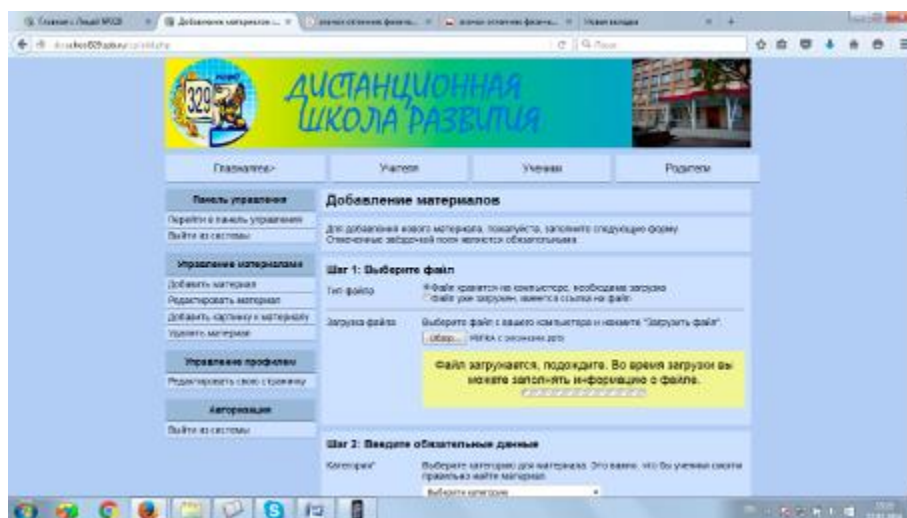 Добавление материалов
329
ДИСТАНЦИОННАЯ
ШКОЛА РАЗВИТИЯ
Учителя
Ученики
Родители
Панель управления
Перейти в панель управления
Выйти из системы
Управление материалами
Добавить материал
Редактировать материал
Добавить картинку к материалу
Удалить материал
Управление профилем
Редактировать свою страницу
Авторизация
Выйти из системы
Добавление материалов
Для добавления нового материала, пожалуйста, заполните следующую форму.
Отмеченные звёздочкой поля являются обязательными
Шаг 1: Выберите файл
Тип файла
Файл хранится на компьютере, необходима загрузка
Файл уже загружен, имеется ссылка на файл
Загрузка файла
Выберите файл с вашего компьютера и нажмите "Загрузить файл".
Обзор...
Файл загружается, подождите. Во время загрузки вы
можете заполнять информацию о файле.
Шаг 2: Введите обязательные данные
Категория*
Выберите категорию для материала. Это важно, что бы ученики смогли
правильно найти материал.
Выберите категорию